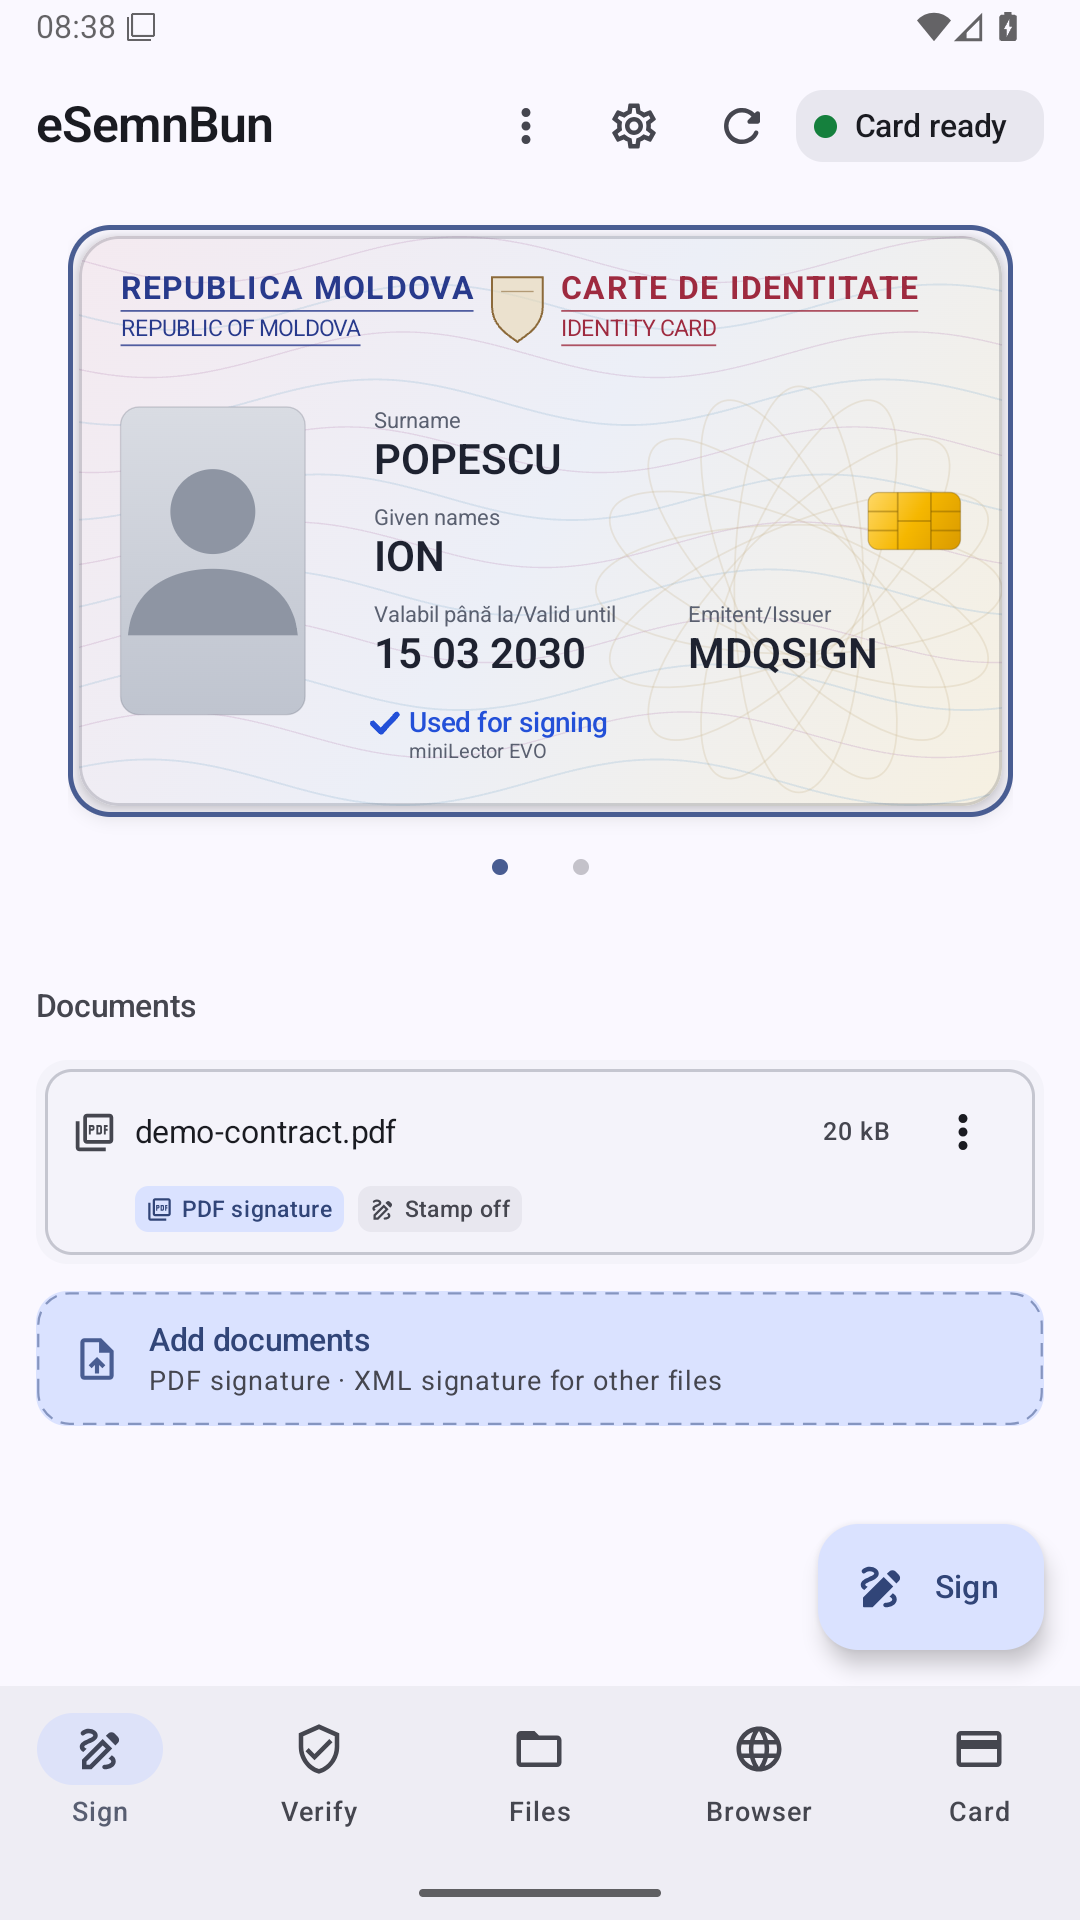 08:38
eSemnBun
Card ready
REPUBLICA MOLDOVA
CARTE DE IDENTITATE
REPUBLIC OF MOLDOVA
IDENTITY CARD
Surname
POPESCU
Given names
ION
Valabil până la/Valid until
Emitent/Issuer
15 03 2030
MDQSIGN
Used for signing
miniLector EVO
Documents
PDF
demo-contract.pdf
20 kB
PDF
PDF signature
Stamp off
Add documents
PDF signature · XML signature for other files
Sign
Sign
Verify
Files
Browser
Card